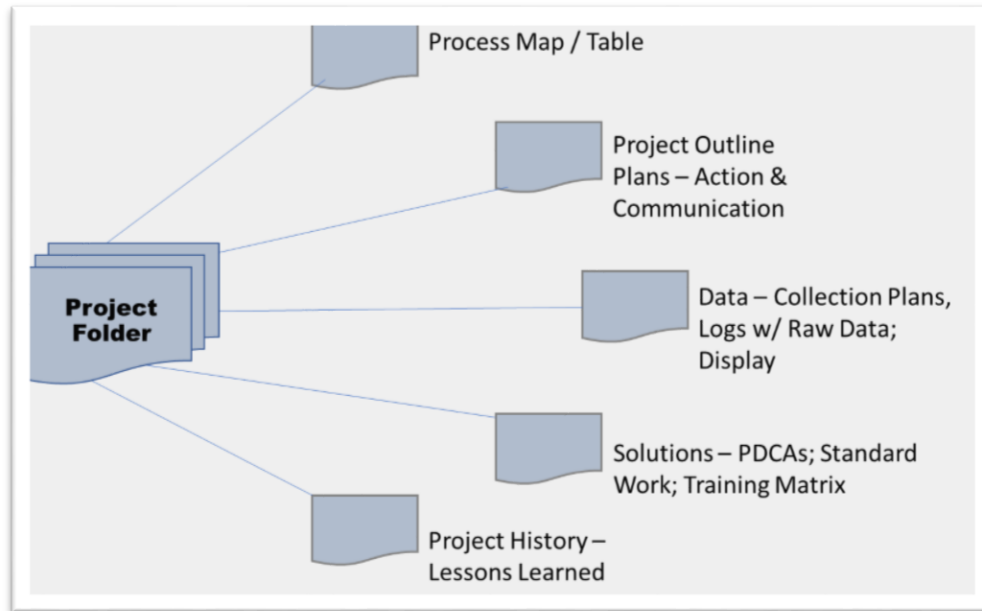 Process Map / Table
Project Outline
Plans – Action &
Communication
Project
Folder
Data – Collection Plans,
Logs w/ Raw Data;
Display
Solutions – PDCAs; Standard
Work; Training Matrix
Project History –
Lessons Learned